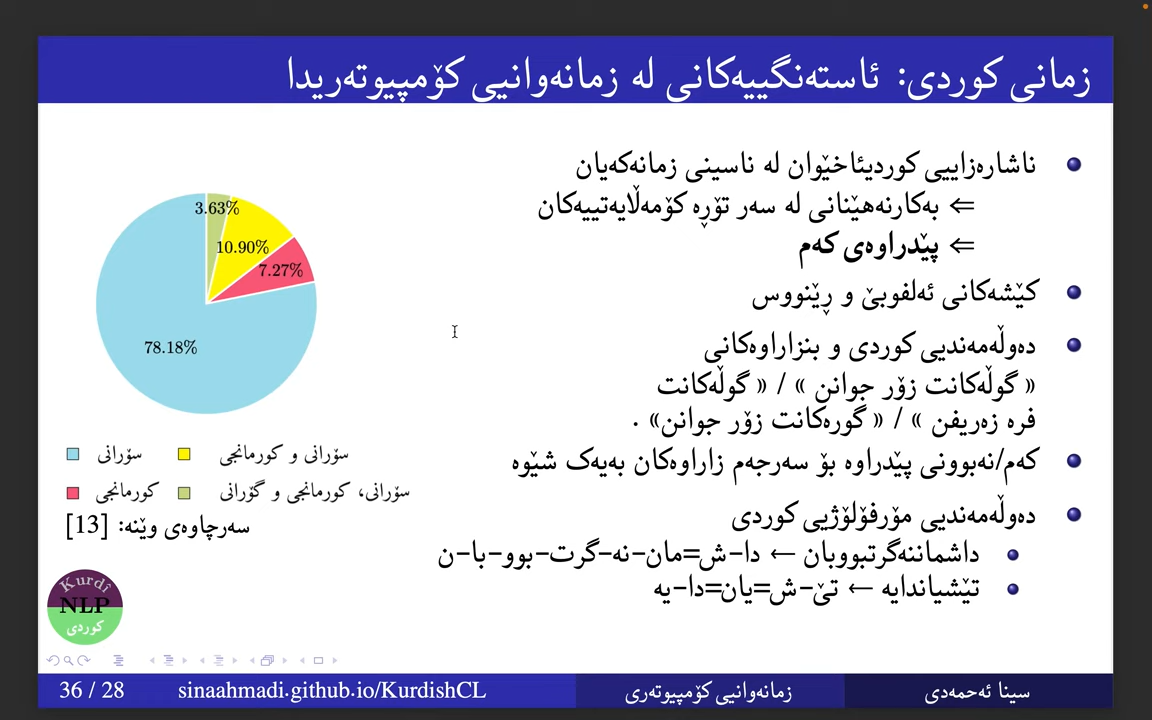 زمانی کوردی: ئاستەنگییەکانی لە زمانەوانیی کۆمپیوتەریدا
ناشارەزاییی کوردیئاخێوان لە ناسینی زمانەکەیان
⇐ بەکارنەهێنانی لە سەر تۆڕە کۆمەڵایەتییەکان
⇐ پێدراوەی کەم
کێشەکانی ئەلفوبێ و ڕێنووس
دەوڵەمەندیی کوردی و بنزاراوەکانی
« گوڵەکانت زۆر جوانن » / « گوڵەکانت
فرە زەریفن » / « گورەکانت زۆر جوانن» .
کەم/نەبوونی پێدراوە بۆ سەرجەم زاراوەکان بەیەک شێوە
دەوڵەمەندیی مۆرفۆلۆژیی کوردی
داشماننەگرتبووبان ← دا-ش=مان-نە-گرت-بوو-با-ن
تێشیاندایە ← تێ-ش=یان=دا-یە
3.63%
10.90%
7.27%
78.18%
سۆرانی
سۆرانی و کورمانجی
کورمانجی
سۆرانی، کورمانجی و گۆرانی
سەرچاوەی وێنە: [13]
Kurdî
NLP
کوردی
سینا ئەحمەدی
زمانەوانیی کۆمپیوتەری
sinaahmadi.github.io/KurdishCL
36 / 28